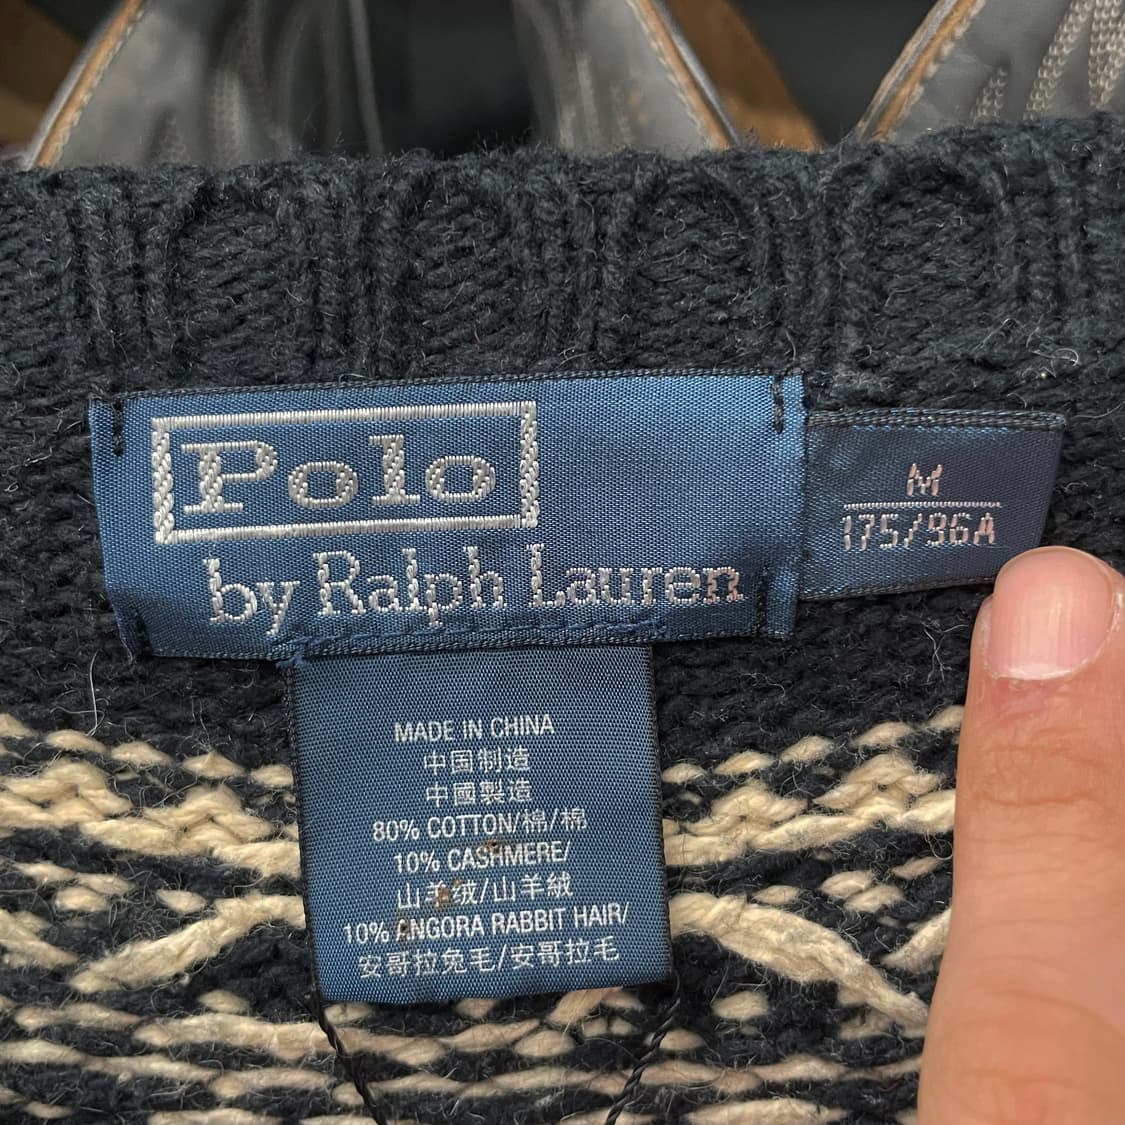 Polo
by Ralph Lauren
M
175/96A
MADE IN CHINA
中国制造
中國製造
80% COTTON/棉/棉
10% CASHMERE/
山羊绒/山羊絨
10% ANGORA RABBIT HAIR/
安哥拉兔毛/安哥拉毛